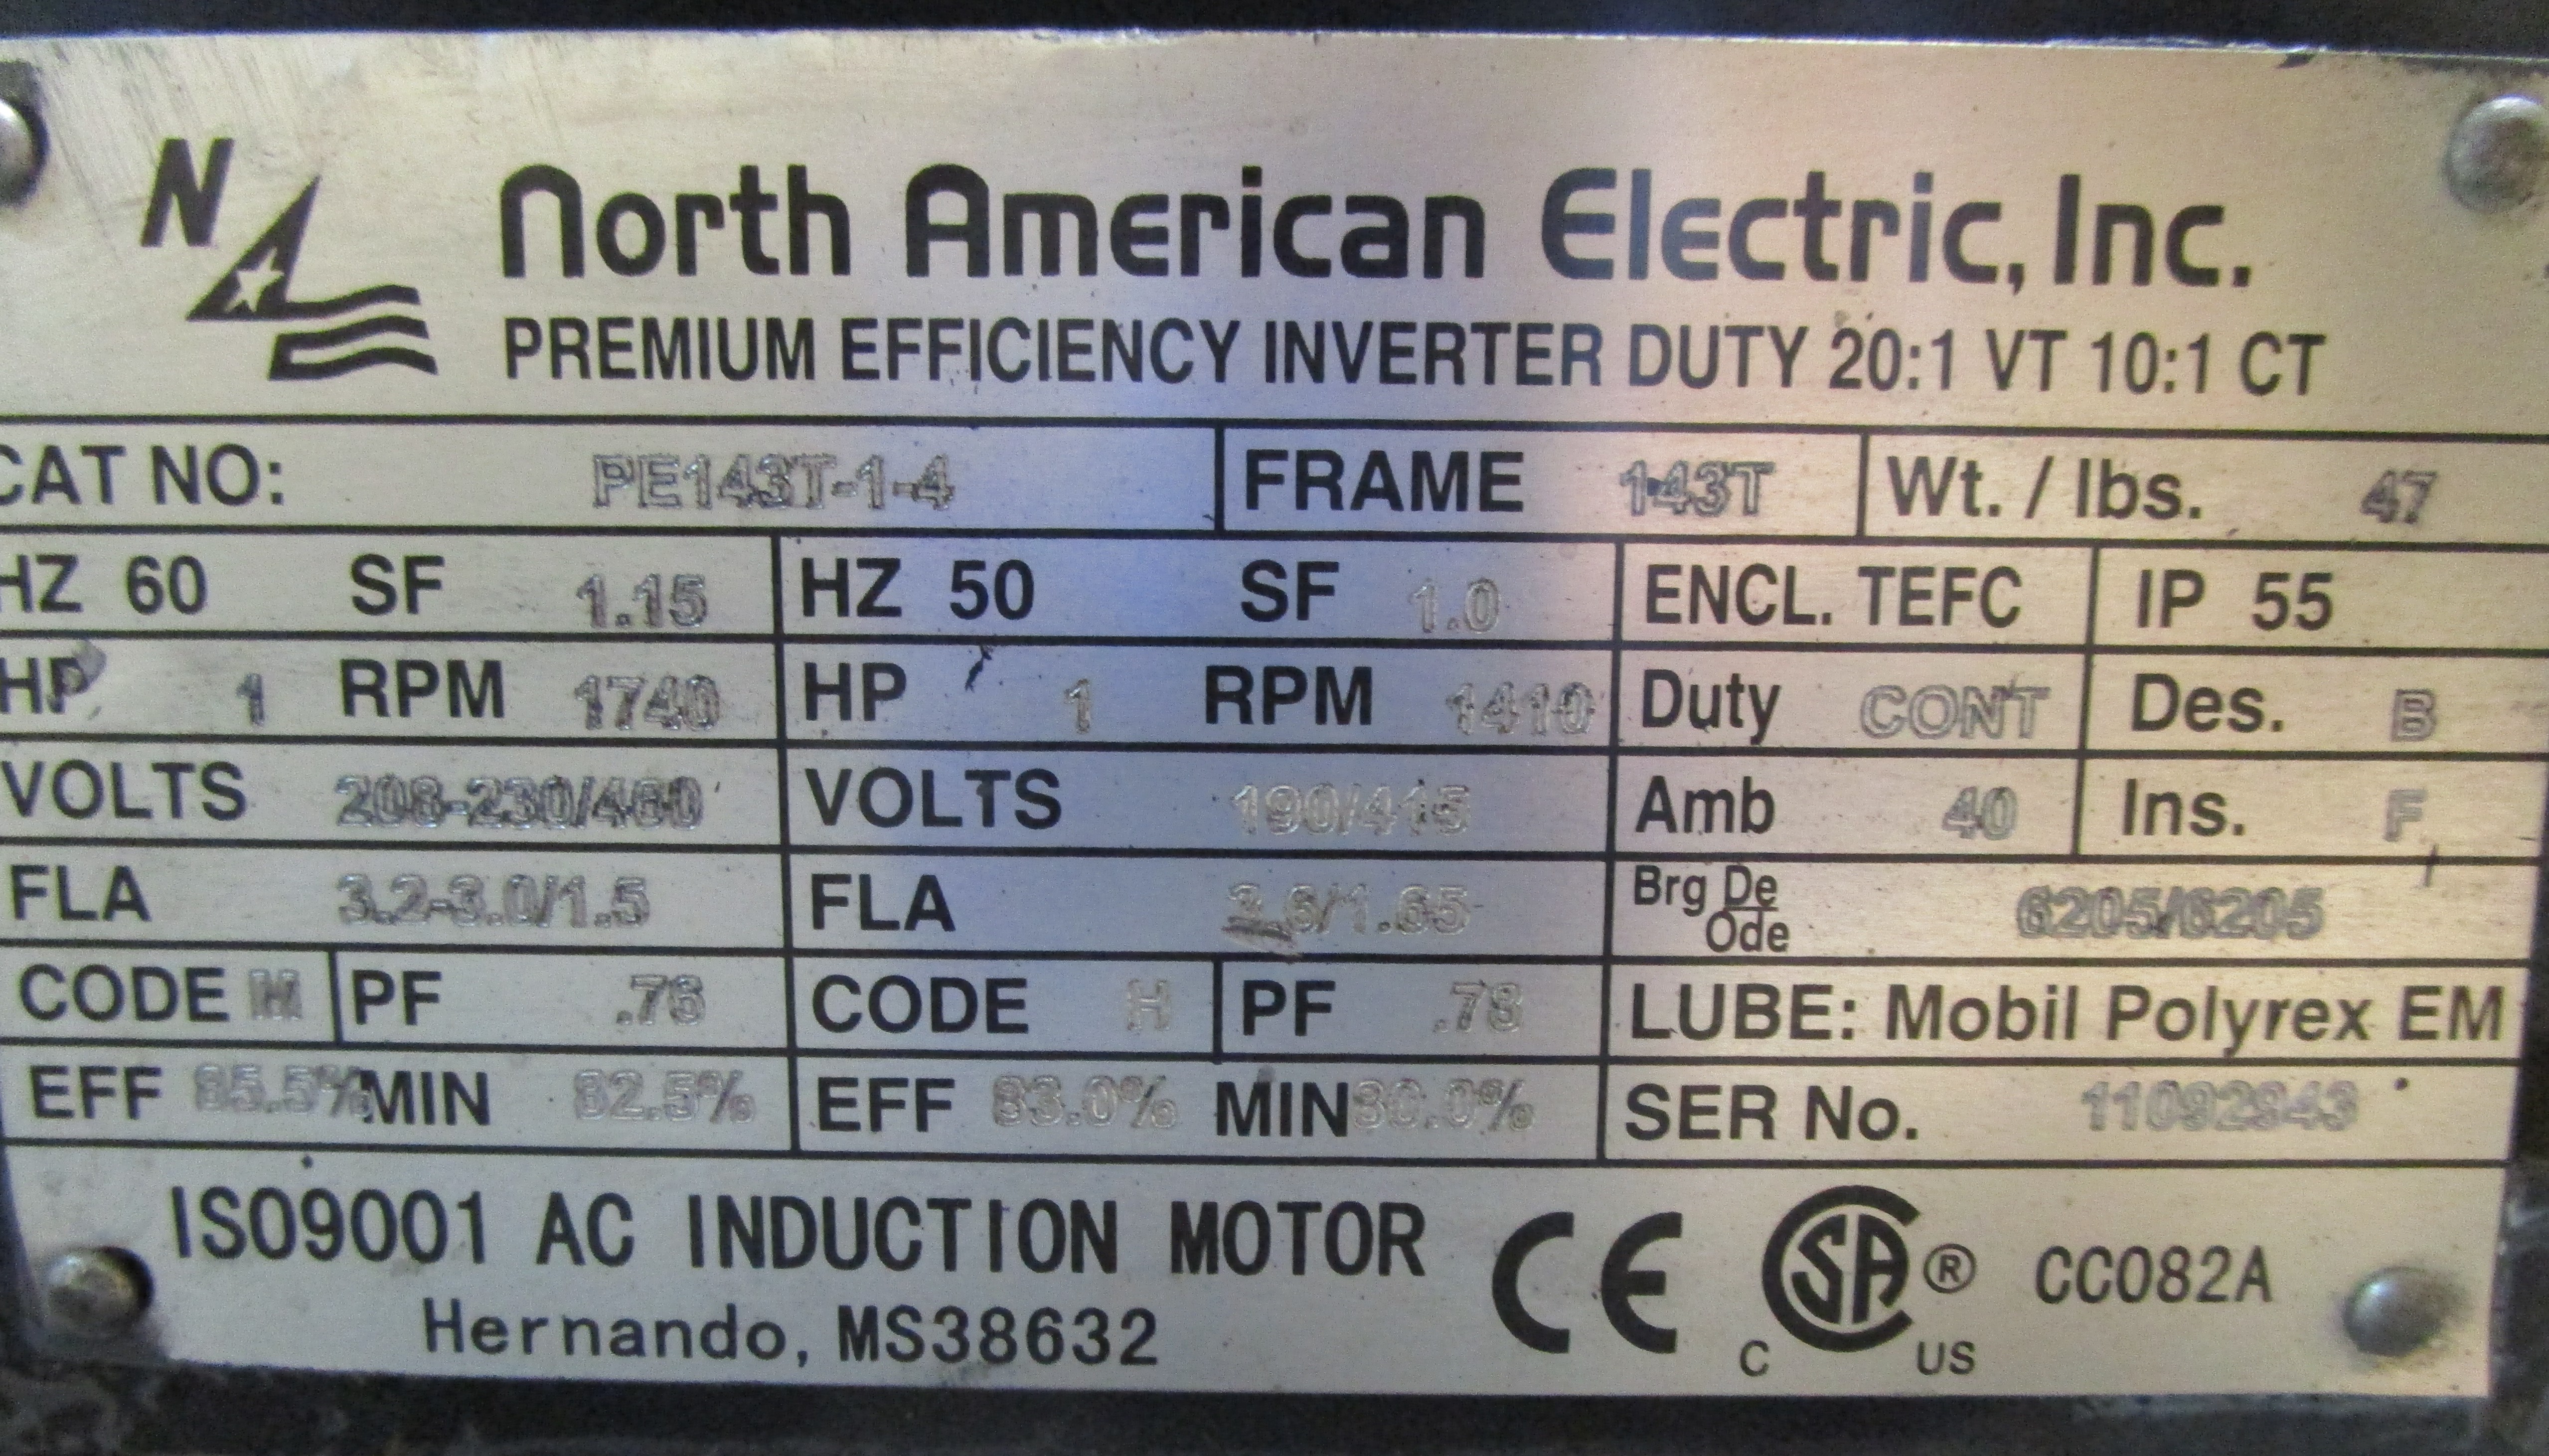 N
North American Electric, Inc.
PREMIUM EFFICIENCY INVERTER DUTY 20:1 VT 10:1 CT
CAT NO: PE143T-1-4 FRAME 143T Wt. / lbs. 47
HZ 60 SF 1.15 HZ 50 SF 1.0 ENCL. TEFC IP 55
HP 1 RPM 1740 HP 1 RPM 1410 Duty CONT Des. B
VOLTS 208-230/460 VOLTS 190/415 Amb 40 Ins. F
FLA 3.2-3.0/1.5 FLA 3.6/1.65 Brg De 6205/6205
Ode
CODE H PF .76 CODE H PF .78 LUBE: Mobil Polyrex EM
EFF 85.5% MIN 82.5% EFF 83.0% MIN 80.0% SER No. 11092943
ISO9001 AC INDUCTION MOTOR CE C SA ® US CC082A
Hernando, MS38632